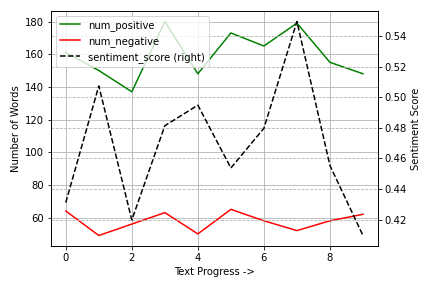 num_positive
num_negative
sentiment_score (right)
180
160
140
120
100
80
60
0.54
0.52
0.50
0.48
0.46
0.44
0.42
0 2 4 6 8
Number of Words
Sentiment Score
Text Progress ->